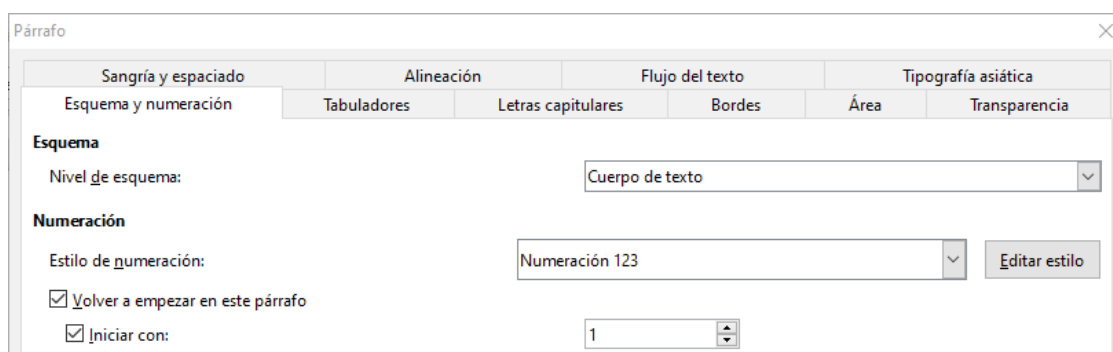 Párrafo
Sangría y espaciado Alineación Flujo del texto Tipografía asiática
Esquema y numeración Tabuladores Letras capitulares Bordes Área Transparencia
Esquema
Nivel de esquema: Cuerpo de texto
Numeración
Estilo de numeración: Numeración 123 Editar estilo
Volver a empezar en este párrafo
Iniciar con: 1